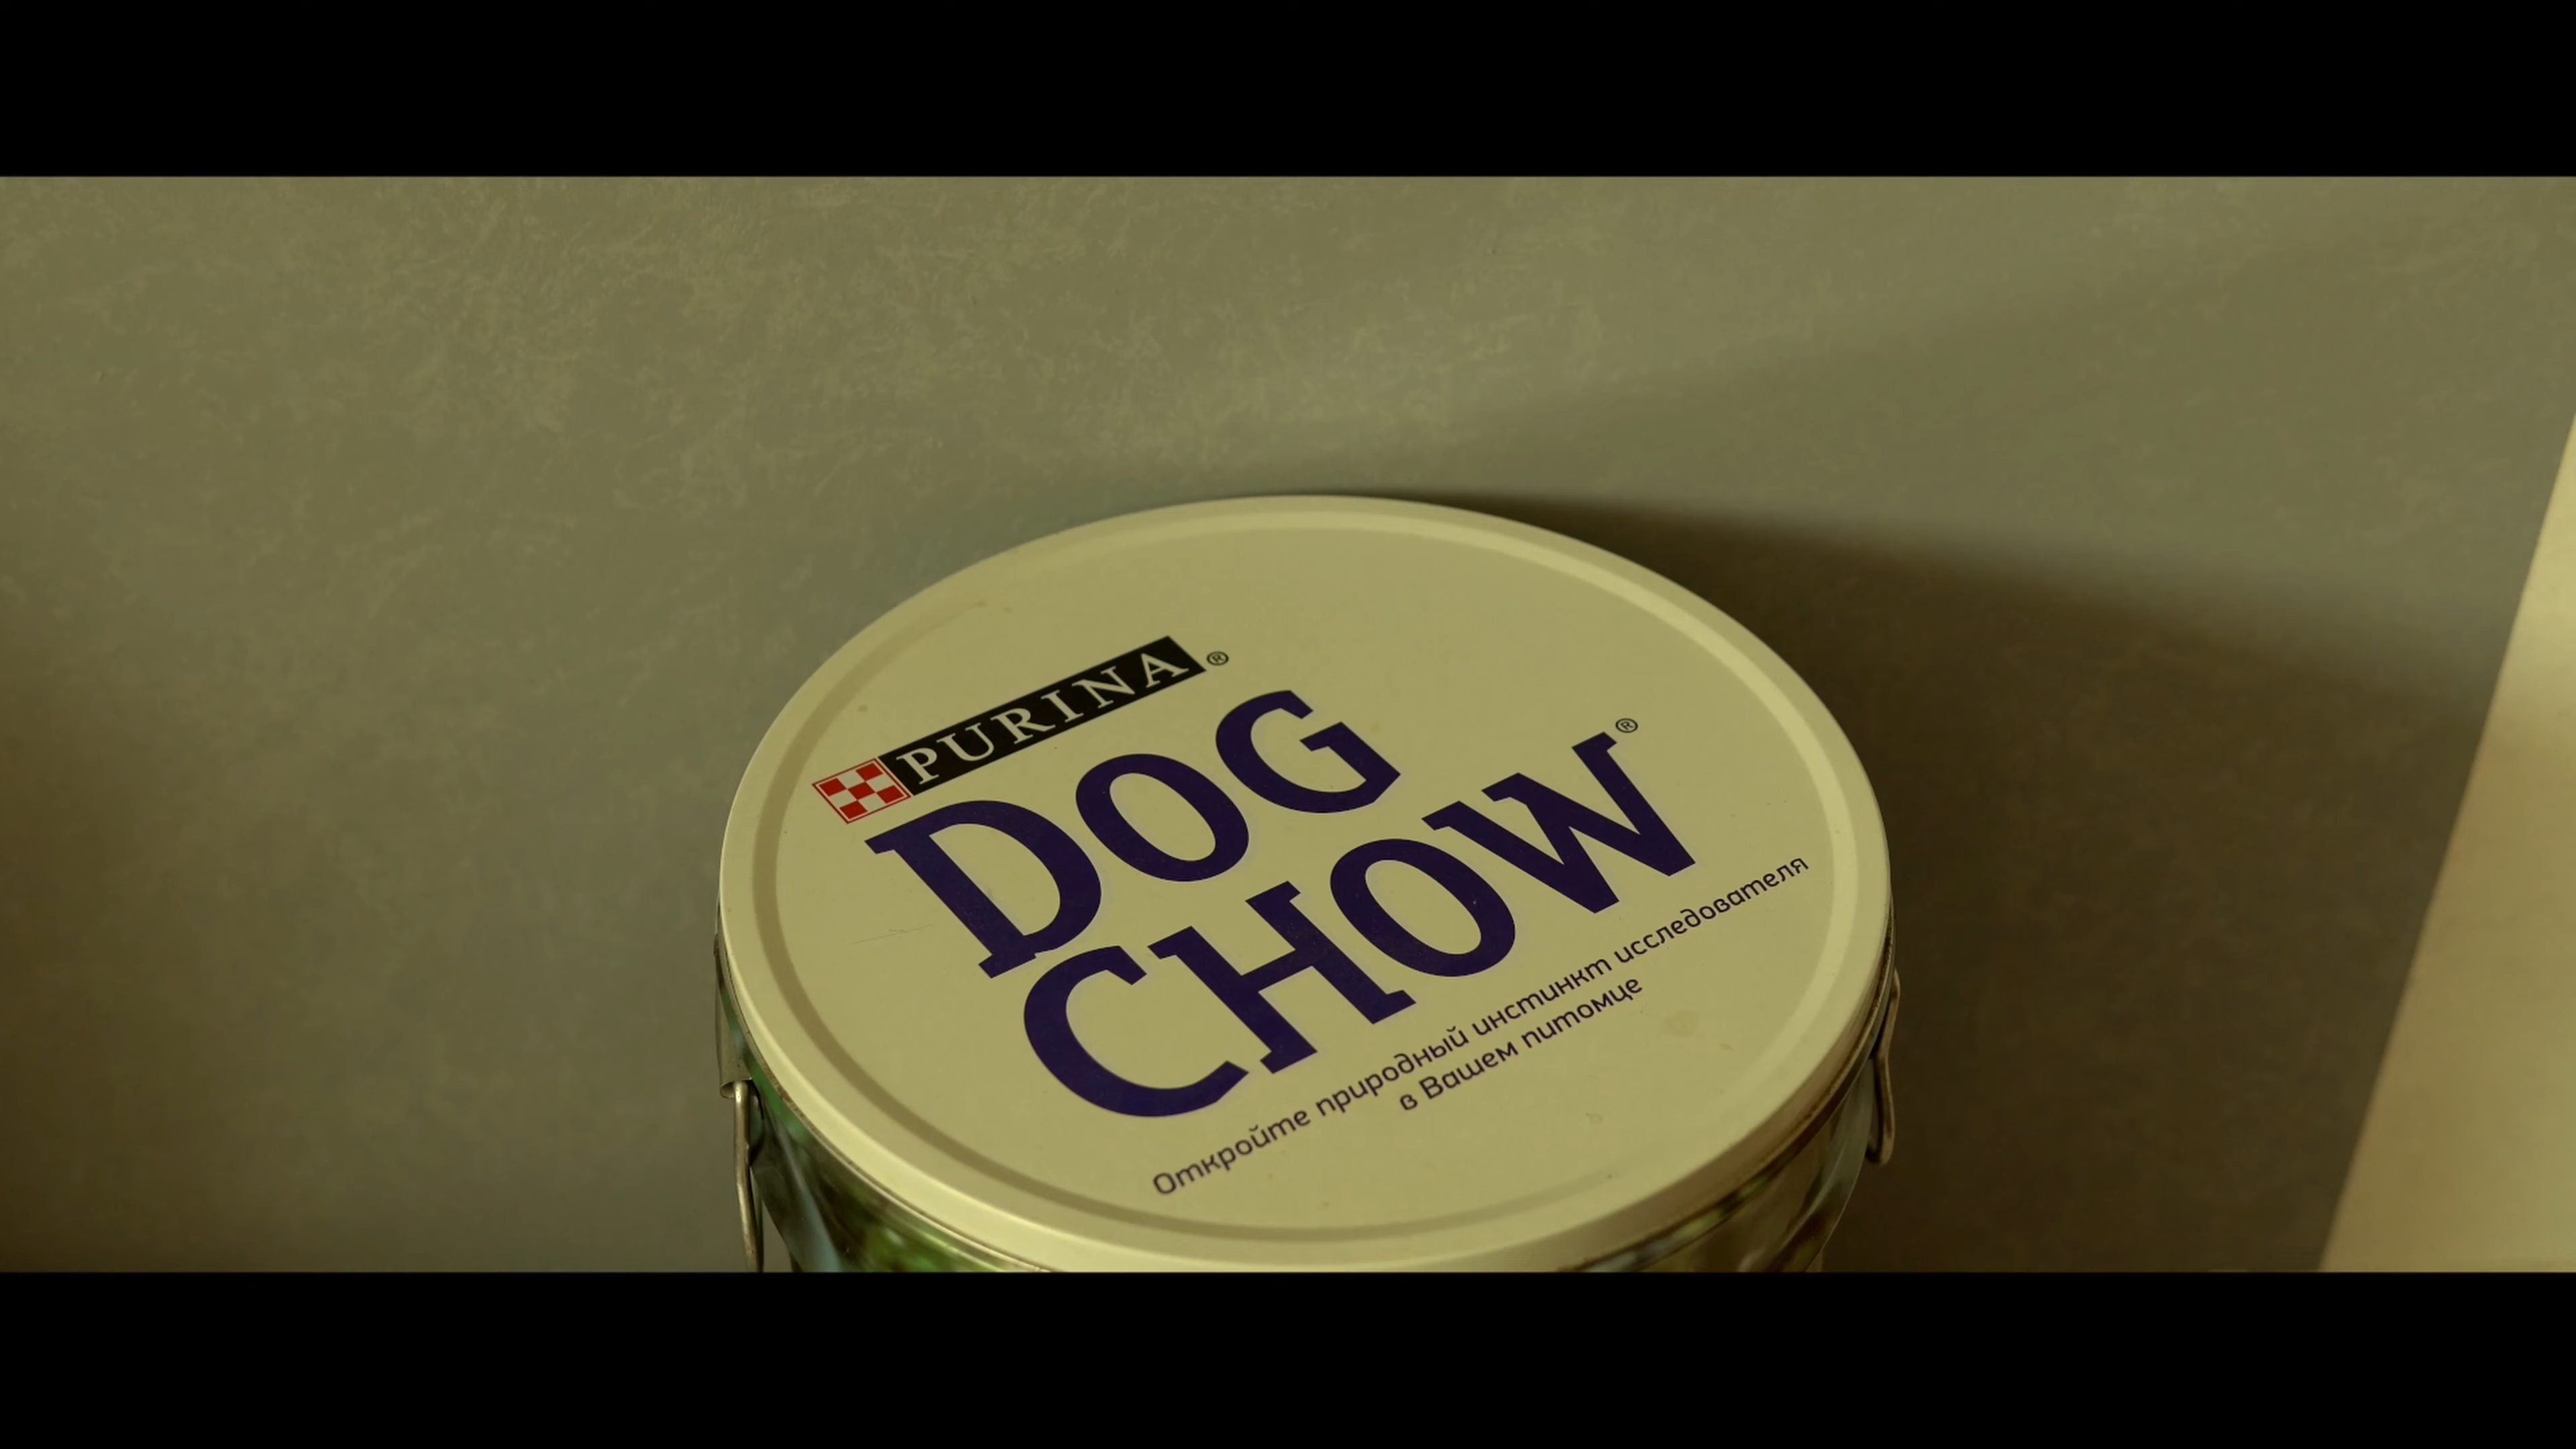 PURINA®
DOG
CHOW®
Откройте природный инстинкт исследователя
в Вашем питомце